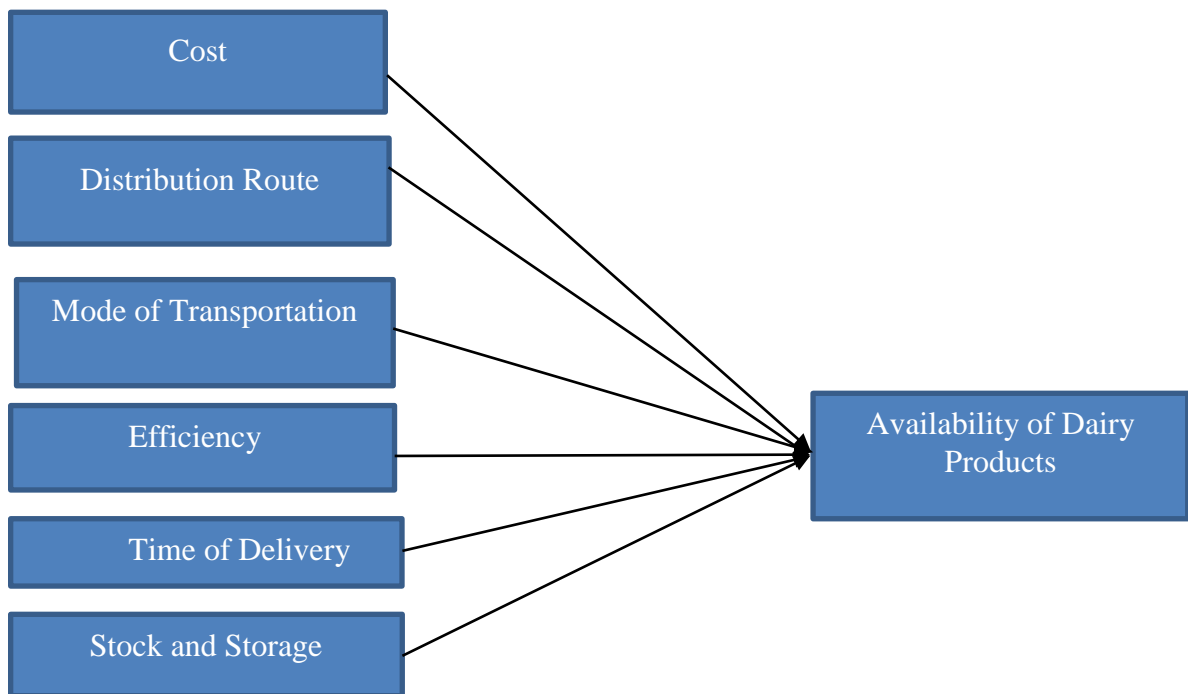 Cost
Distribution Route
Mode of Transportation
Efficiency
Availability of Dairy
Products
Time of Delivery
Stock and Storage